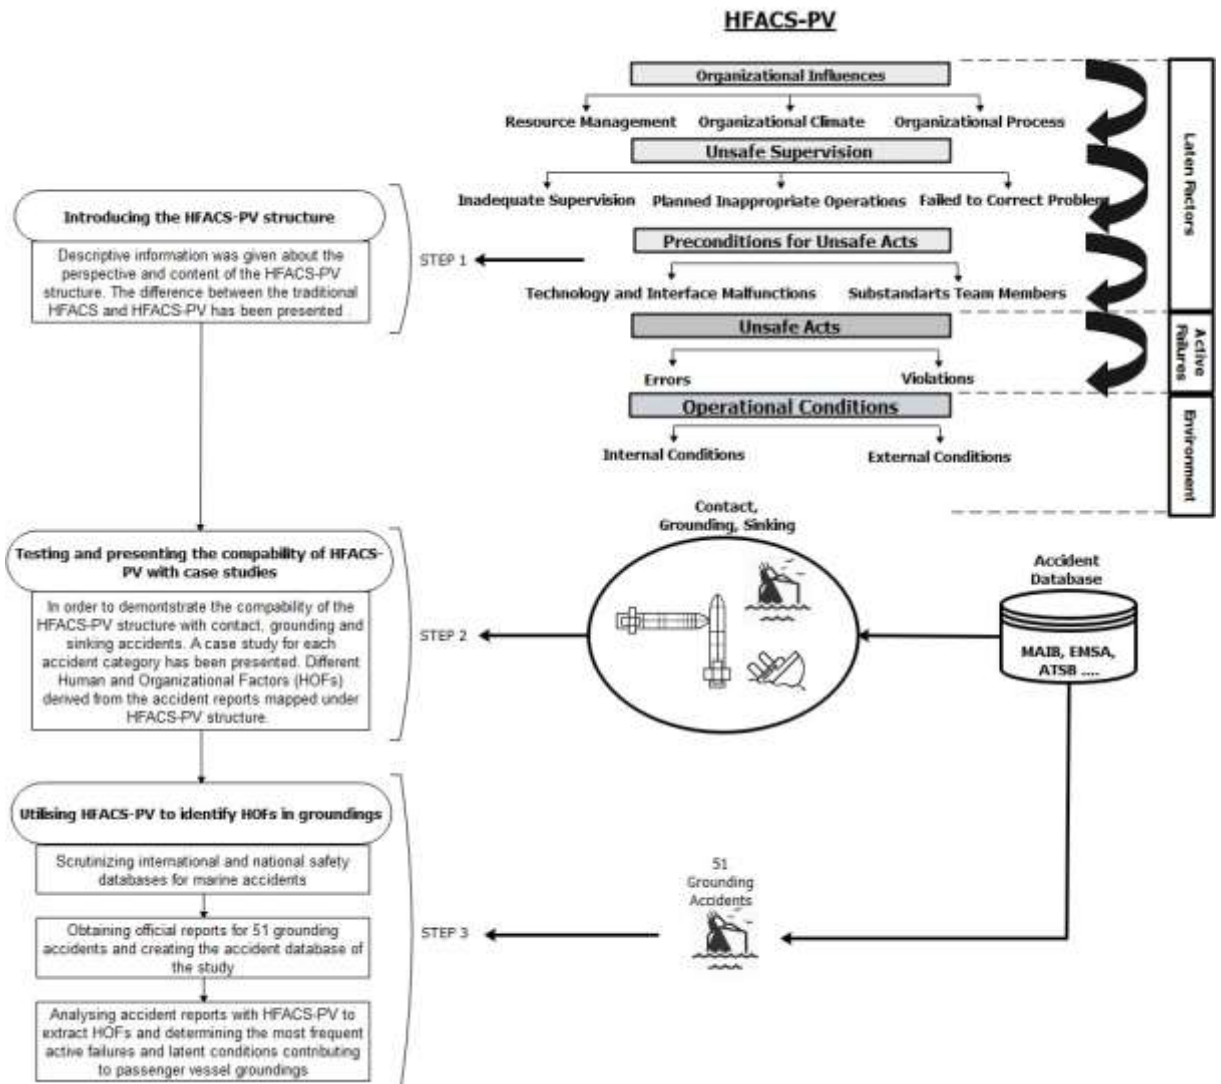 HFACS-PV
Organizational Influences
Resource Management
Organizational Climate
Organizational Process
Unsafe Supervision
Inadequate Supervision
Planned Inappropriate Operations
Failed to Correct Problem
Preconditions for Unsafe Acts
Technology and Interface Malfunctions
Substandarts Team Members
Unsafe Acts
Errors
Violations
Operational Conditions
Internal Conditions
External Conditions
Laten Factors
Active
Failures
Environment
Introducing the HFACS-PV structure
Descriptive information was given about the
perspective and content of the HFACS-PV
structure. The difference between the traditional
HFACS and HFACS-PV has been presented .
STEP 1
Testing and presenting the compability of HFACS-
PV with case studies
In order to demonstrate the compability of the
HFACS-PV structure with contact, grounding and
sinking accidents. A case study for each
accident category has been presented. Different
Human and Organizational Factors (HOFs)
derived from the accident reports mapped under
HFACS-PV structure.
STEP 2
Contact,
Grounding, Sinking
Accident
Database
MAIB, EMSA,
ATSB ....
Utilising HFACS-PV to identify HOFs in groundings
Scrutinizing international and national safety
databases for marine accidents
Obtaining official reports for 51 grounding
accidents and creating the accident database of
the study
Analysing accident reports with HFACS-PV to
extract HOFs and determining the most frequent
active failures and latent conditions contributing
to passenger vessel groundings
STEP 3
51
Grounding
Accidents